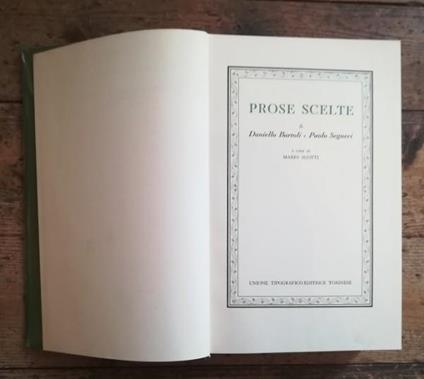 PROSE SCELTE
di
Daniello Bartoli e Paolo Segneri
a cura di
MARIO SCOTTI
UNIONE TIPOGRAFICO-EDITRICE TORINESE